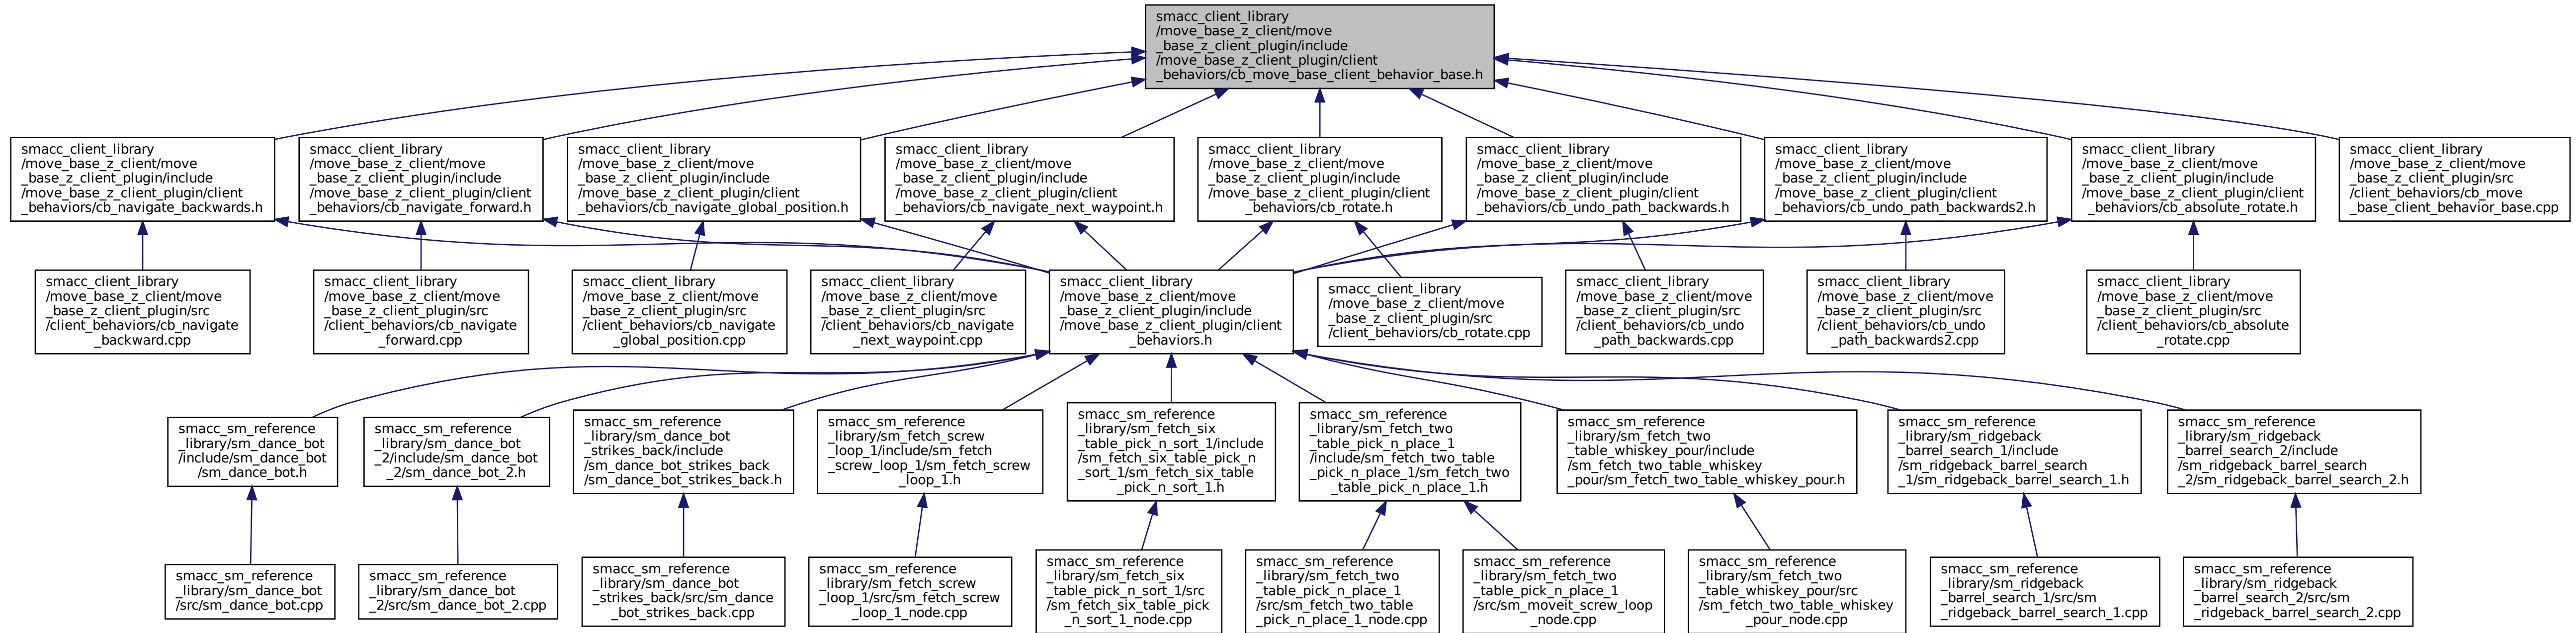 smacc_client_library
/move_base_z_client/move
_base_z_client_plugin/include
/move_base_z_client_plugin/client
_behaviors/cb_move_base_client_behavior_base.h
smacc_client_library
/move_base_z_client/move
_base_z_client_plugin/include
/move_base_z_client_plugin/client
_behaviors/cb_navigate_backwards.h
smacc_client_library
/move_base_z_client/move
_base_z_client_plugin/include
/move_base_z_client_plugin/client
_behaviors/cb_navigate_forward.h
smacc_client_library
/move_base_z_client/move
_base_z_client_plugin/include
/move_base_z_client_plugin/client
_behaviors/cb_navigate_global_position.h
smacc_client_library
/move_base_z_client/move
_base_z_client_plugin/include
/move_base_z_client_plugin/client
_behaviors/cb_navigate_next_waypoint.h
smacc_client_library
/move_base_z_client/move
_base_z_client_plugin/include
/move_base_z_client_plugin/client
_behaviors/cb_rotate.h
smacc_client_library
/move_base_z_client/move
_base_z_client_plugin/include
/move_base_z_client_plugin/client
_behaviors/cb_undo_path_backwards.h
smacc_client_library
/move_base_z_client/move
_base_z_client_plugin/include
/move_base_z_client_plugin/client
_behaviors/cb_undo_path_backwards2.h
smacc_client_library
/move_base_z_client/move
_base_z_client_plugin/include
/move_base_z_client_plugin/client
_behaviors/cb_absolute_rotate.h
smacc_client_library
/move_base_z_client/move
_base_z_client_plugin/src
/client_behaviors/cb_move
_base_client_behavior_base.cpp
smacc_client_library
/move_base_z_client/move
_base_z_client_plugin/src
/client_behaviors/cb_navigate
_backward.cpp
smacc_client_library
/move_base_z_client/move
_base_z_client_plugin/src
/client_behaviors/cb_navigate
_forward.cpp
smacc_client_library
/move_base_z_client/move
_base_z_client_plugin/src
/client_behaviors/cb_navigate
_global_position.cpp
smacc_client_library
/move_base_z_client/move
_base_z_client_plugin/src
/client_behaviors/cb_navigate
_next_waypoint.cpp
smacc_client_library
/move_base_z_client/move
_base_z_client_plugin/include
/move_base_z_client_plugin/client
_behaviors.h
smacc_client_library
/move_base_z_client/move
_base_z_client_plugin/src
/client_behaviors/cb_rotate.cpp
smacc_client_library
/move_base_z_client/move
_base_z_client_plugin/src
/client_behaviors/cb_undo
_path_backwards.cpp
smacc_client_library
/move_base_z_client/move
_base_z_client_plugin/src
/client_behaviors/cb_undo
_path_backwards2.cpp
smacc_client_library
/move_base_z_client/move
_base_z_client_plugin/src
/client_behaviors/cb_absolute
_rotate.cpp
smacc_sm_reference
_library/sm_dance_bot
/include/sm_dance_bot
/sm_dance_bot.h
smacc_sm_reference
_library/sm_dance_bot
_2/include/sm_dance_bot
_2/sm_dance_bot_2.h
smacc_sm_reference
_library/sm_dance_bot
_strikes_back/include
/sm_dance_bot_strikes_back
/sm_dance_bot_strikes_back.h
smacc_sm_reference
_library/sm_fetch_screw
_loop_1/include/sm_fetch
_screw_loop_1/sm_fetch_screw
_loop_1.h
smacc_sm_reference
_library/sm_fetch_six
_table_pick_n_sort_1/include
/sm_fetch_six_table_pick_n
_sort_1/sm_fetch_six_table
_pick_n_sort_1.h
smacc_sm_reference
_library/sm_fetch_two
_table_pick_n_place_1
/include/sm_fetch_two_table
_pick_n_place_1/sm_fetch_two
_table_pick_n_place_1.h
smacc_sm_reference
_library/sm_fetch_two
_table_whiskey_pour/include
/sm_fetch_two_table_whiskey
_pour/sm_fetch_two_table_whiskey_pour.h
smacc_sm_reference
_library/sm_ridgeback
_barrel_search_1/include
/sm_ridgeback_barrel_search
_1/sm_ridgeback_barrel_search_1.h
smacc_sm_reference
_library/sm_ridgeback
_barrel_search_2/include
/sm_ridgeback_barrel_search
_2/sm_ridgeback_barrel_search_2.h
smacc_sm_reference
_library/sm_dance_bot
/src/sm_dance_bot.cpp
smacc_sm_reference
_library/sm_dance_bot
_2/src/sm_dance_bot_2.cpp
smacc_sm_reference
_library/sm_dance_bot
_strikes_back/src/sm_dance
_bot_strikes_back.cpp
smacc_sm_reference
_library/sm_fetch_screw
_loop_1/src/sm_fetch_screw
_loop_1_node.cpp
smacc_sm_reference
_library/sm_fetch_six
_table_pick_n_sort_1/src
/sm_fetch_six_table_pick
_n_sort_1_node.cpp
smacc_sm_reference
_library/sm_fetch_two
_table_pick_n_place_1
/src/sm_fetch_two_table
_pick_n_place_1_node.cpp
smacc_sm_reference
_library/sm_fetch_two
_table_pick_n_place_1
/src/sm_moveit_screw_loop
_node.cpp
smacc_sm_reference
_library/sm_fetch_two
_table_whiskey_pour/src
/sm_fetch_two_table_whiskey
_pour_node.cpp
smacc_sm_reference
_library/sm_ridgeback
_barrel_search_1/src/sm
_ridgeback_barrel_search_1.cpp
smacc_sm_reference
_library/sm_ridgeback
_barrel_search_2/src/sm
_ridgeback_barrel_search_2.cpp